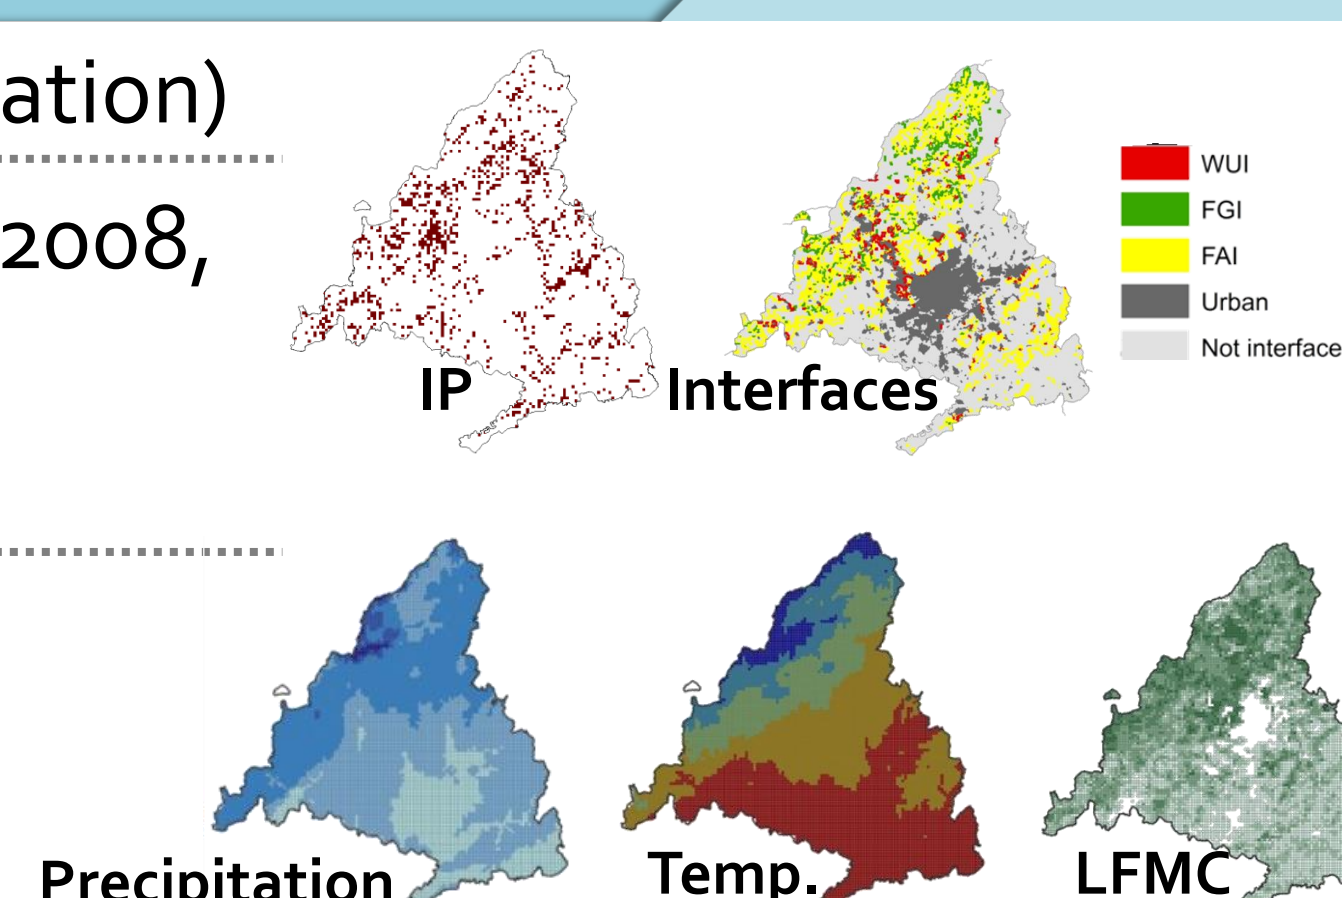 ation)
2008,
IP
Interfaces
WUI
FGI
FAI
Urban
Not interface
Precipitation
Temp.
LFMC